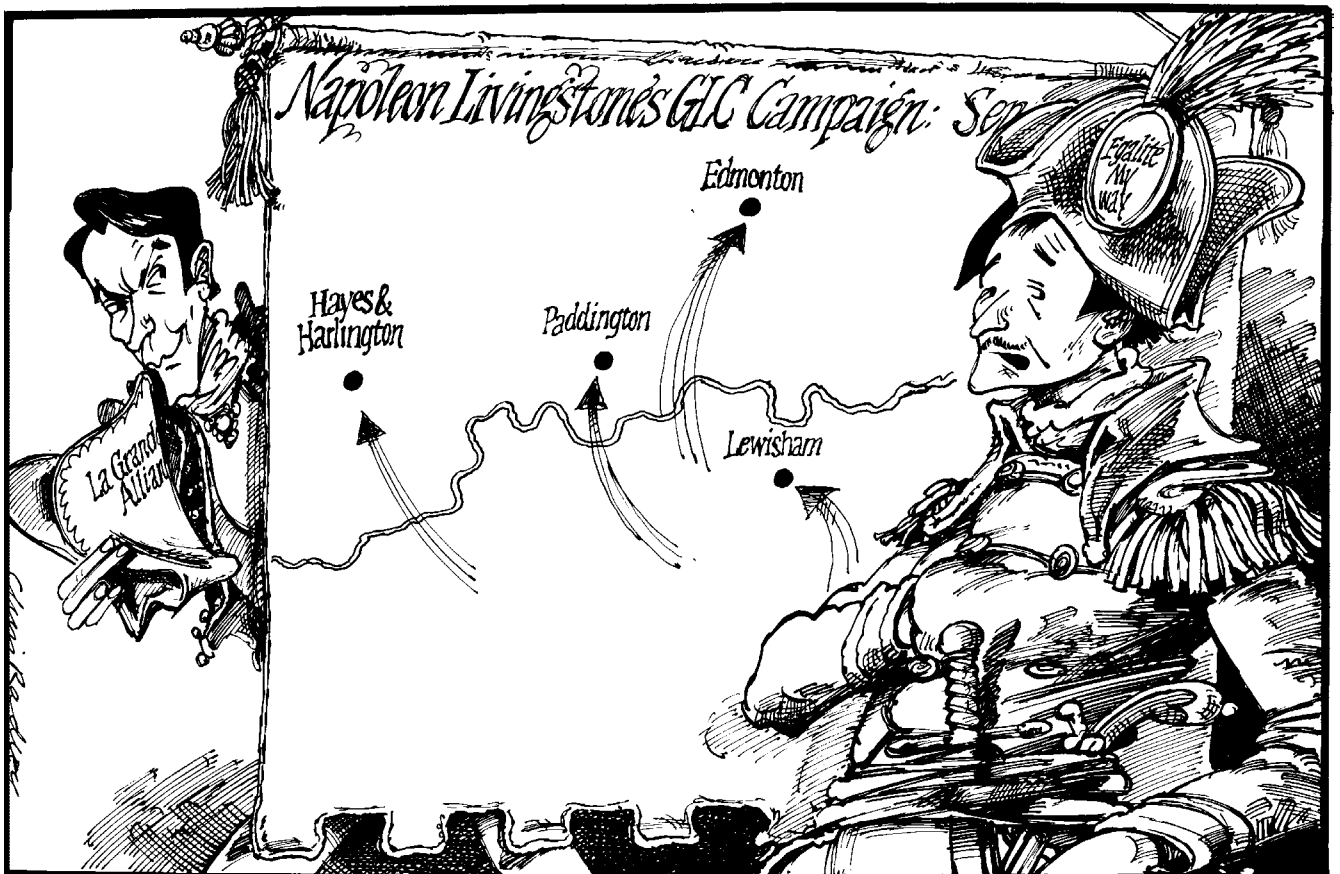 Napoleon Livingstone's GLC Campaign: Sep
Egalite
My
way
Edmonton
Hayes &
Harlington
Paddington
Lewisham
La Grand
Allian